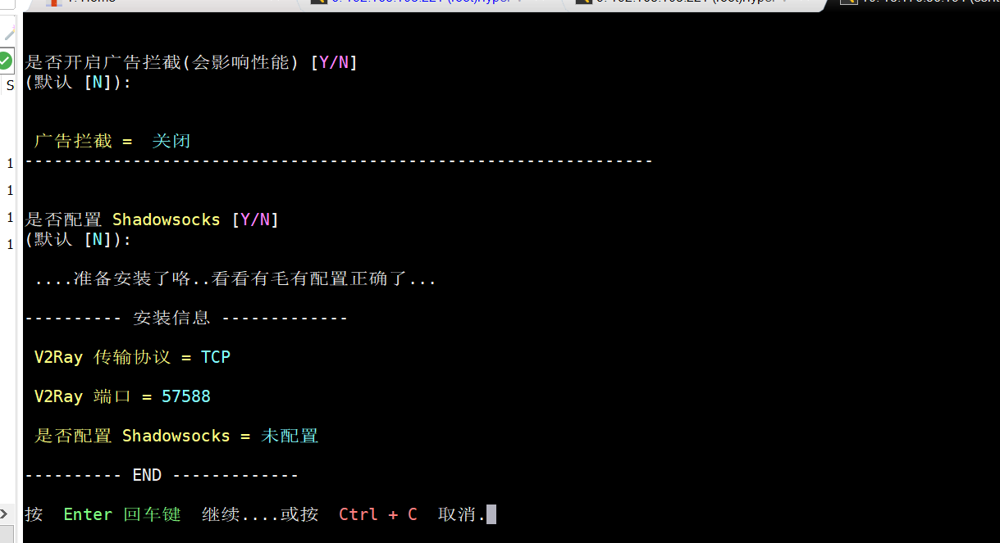 S
1
1
1
1
是否开启广告拦截(会影响性能) [Y/N]
(默认 [N]):
广告拦截 = 关闭
----------------------------------------------------------------
是否配置 Shadowsocks [Y/N]
(默认 [N]):
....准备安装了咯..看看有毛有配置正确了...
---------- 安装信息 -------------
V2Ray 传输协议 = TCP
V2Ray 端口 = 57588
是否配置 Shadowsocks = 未配置
---------- END -------------
按 Enter 回车键 继续....或按 Ctrl + C 取消.